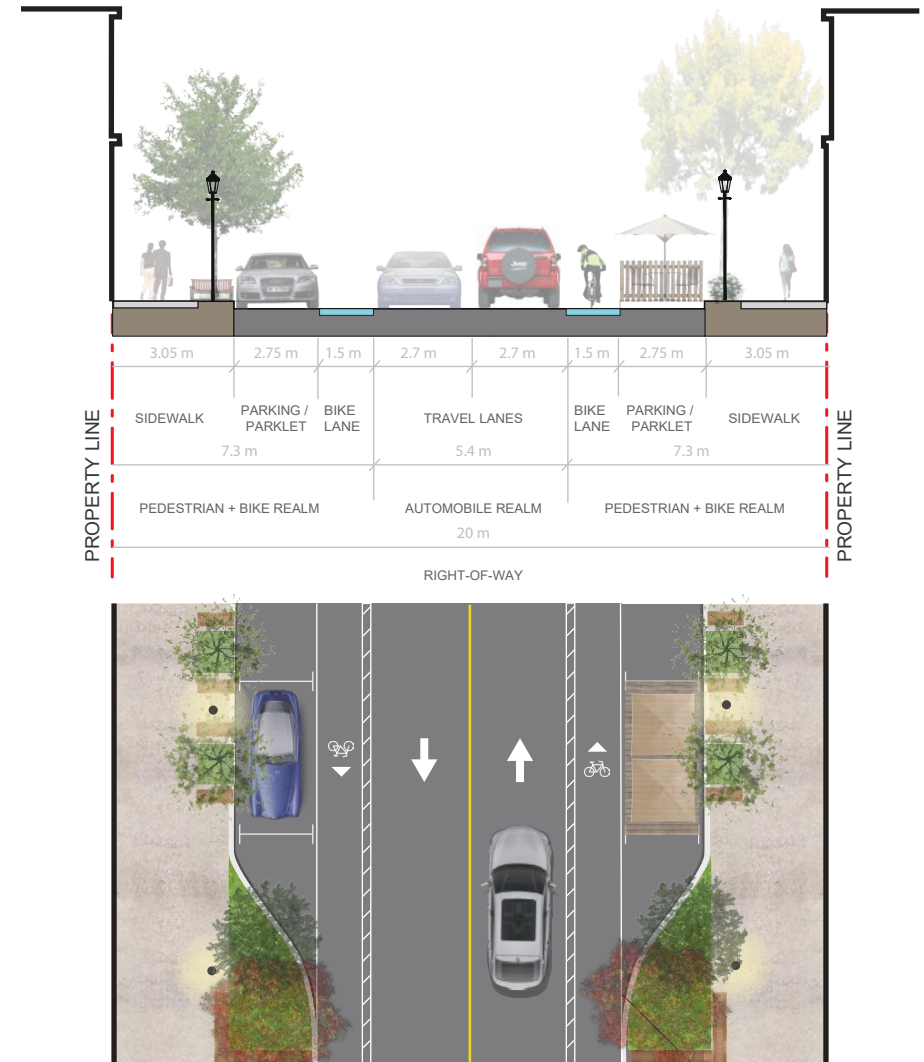 Jeep
3.05 m 2.75 m 1.5 m 2.7 m 2.7 m 1.5 m 2.75 m 3.05 m
SIDEWALK PARKING / BIKE TRAVEL LANES BIKE PARKING / SIDEWALK
PARKLET LANE LANE PARKLET
7.3 m 5.4 m 7.3 m
PROPERTY LINE
PROPERTY LINE
PEDESTRIAN + BIKE REALM AUTOMOBILE REALM PEDESTRIAN + BIKE REALM
20 m
RIGHT-OF-WAY